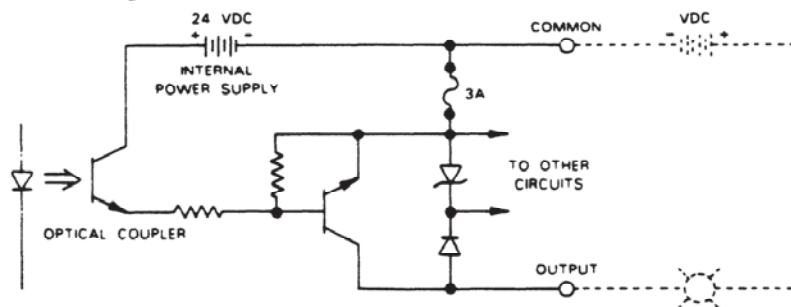 24 VDC
+ -
INTERNAL
POWER SUPPLY
COMMON
VDC
- +
3A
TO OTHER
CIRCUITS
OPTICAL COUPLER
OUTPUT